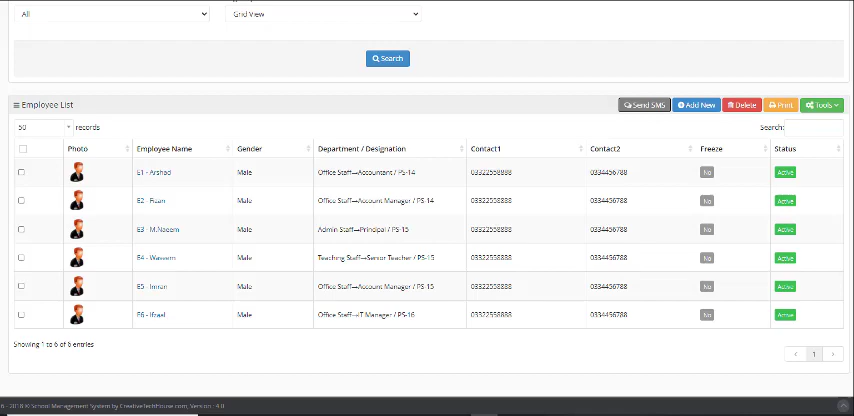 All Grid View
Search
Employee List Send SMS Add New Delete Print Tools
50 records Search:
Photo Employee Name Gender Department / Designation Contact1 Contact2 Freeze Status
E1 - Arshad Male Office Staff→Accountant / PS-14 03322558888 0334456788 No Active
E2 - Fizan Male Office Staff→Account Manager / PS-14 03322558888 0334456788 No Active
E3 - M.Naeem Male Admin Staff→Principal / PS-15 03322558888 0334456788 No Active
E4 - Waseem Male Teaching Staff→Senior Teacher / PS-15 03322558888 0334456788 No Active
E5 - Imran Male Office Staff→Account Manager / PS-15 03322558888 0334456788 No Active
E6 - Ifzaal Male Office Staff→IT Manager / PS-16 03322558888 0334456788 No Active
Showing 1 to 6 of 6 entries
‹ 1 ›
6 - 2018 © School Management System by CreativeTechHouse.com, Version : 4.0